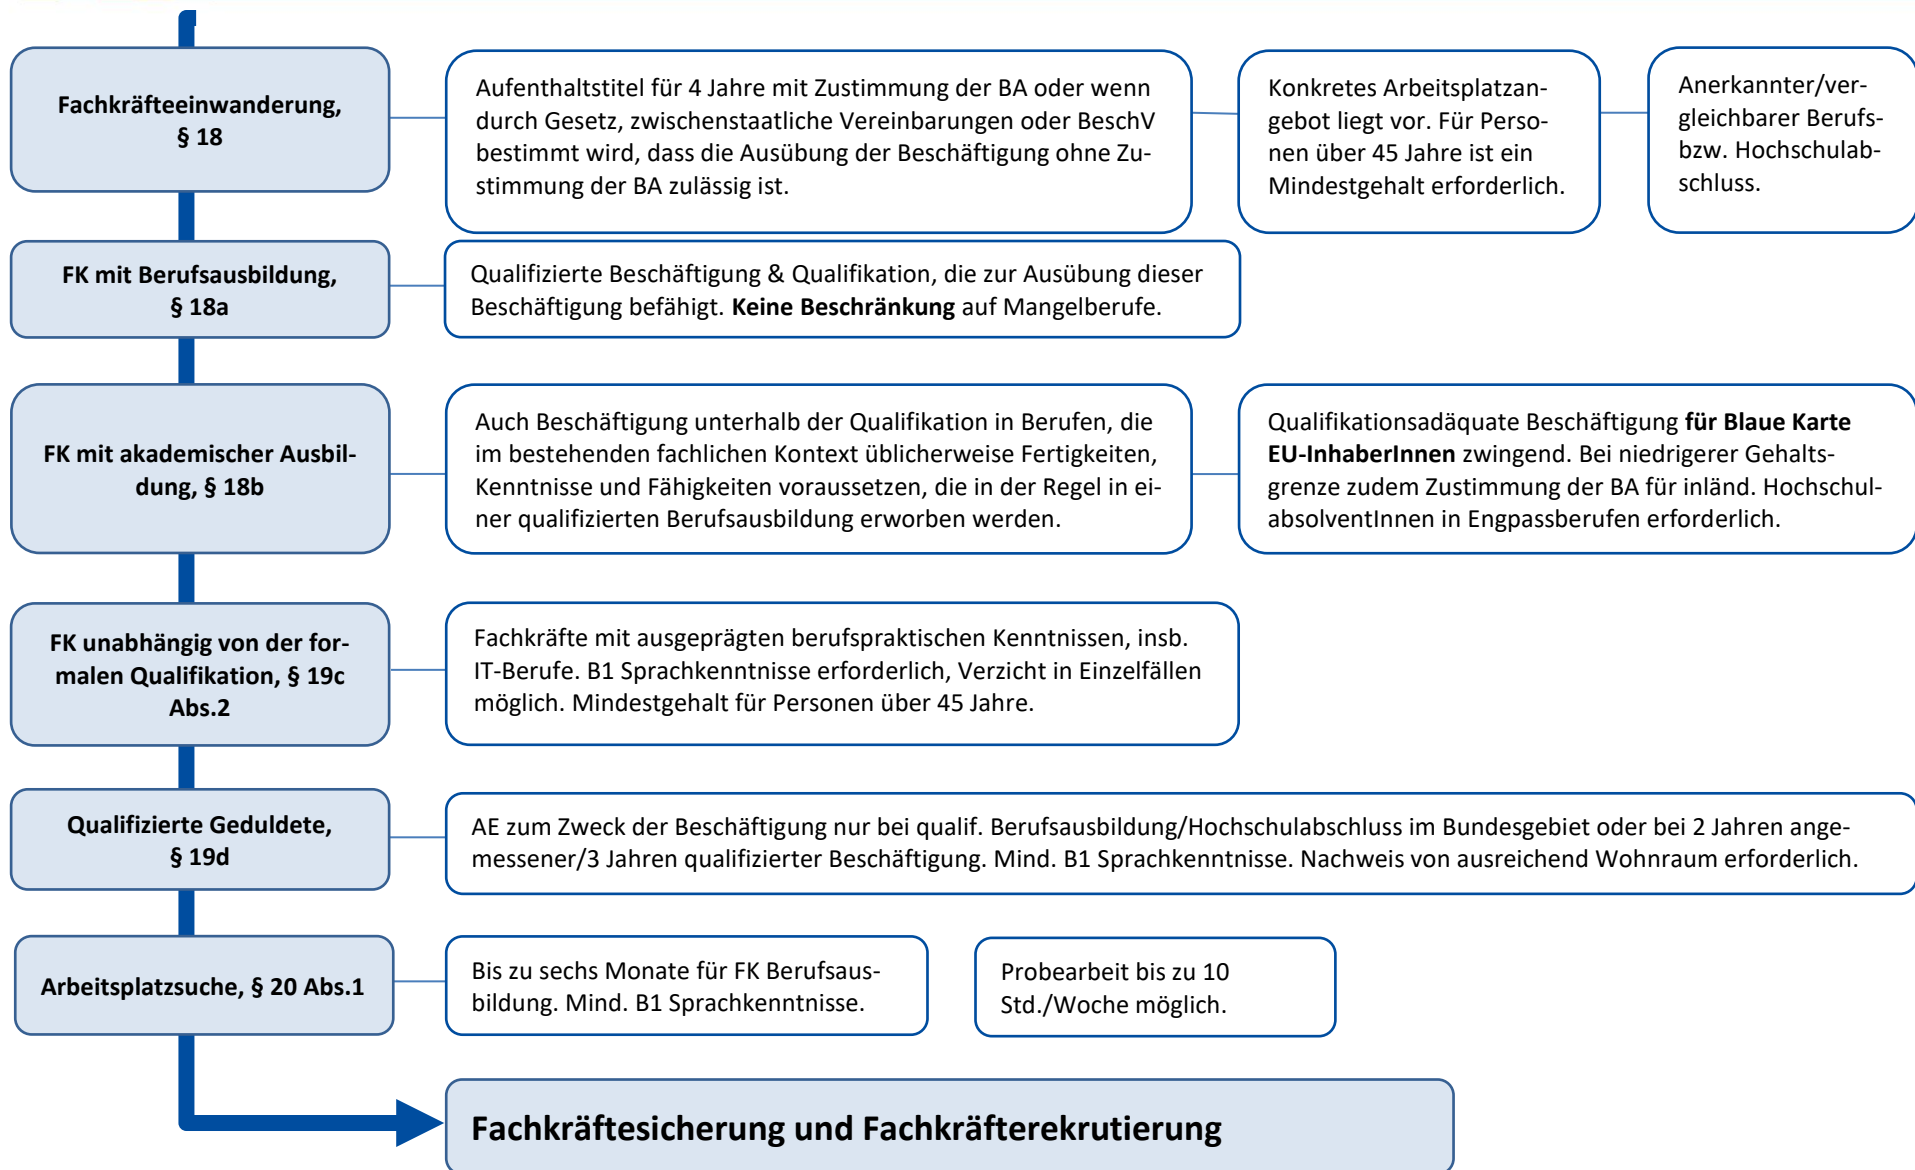 Fachkräfteeinwanderung,
§ 18
Aufenthaltstitel für 4 Jahre mit Zustimmung der BA oder wenn
durch Gesetz, zwischenstaatliche Vereinbarungen oder BeschV
bestimmt wird, dass die Ausübung der Beschäftigung ohne Zu-
stimmung der BA zulässig ist.
Konkretes Arbeitsplatzan-
gebot liegt vor. Für Perso-
nen über 45 Jahre ist ein
Mindestgehalt erforderlich.
Anerkannter/ver-
gleichbarer Berufs-
bzw. Hochschulab-
schluss.
FK mit Berufsausbildung,
§ 18a
Qualifizierte Beschäftigung & Qualifikation, die zur Ausübung dieser
Beschäftigung befähigt. Keine Beschränkung auf Mangelberufe.
FK mit akademischer Ausbil-
dung, § 18b
Auch Beschäftigung unterhalb der Qualifikation in Berufen, die
im bestehenden fachlichen Kontext üblicherweise Fertigkeiten,
Kenntnisse und Fähigkeiten voraussetzen, die in der Regel in ei-
ner qualifizierten Berufsausbildung erworben werden.
Qualifikationsadäquate Beschäftigung für Blaue Karte
EU-InhaberInnen zwingend. Bei niedrigerer Gehalts-
grenze zudem Zustimmung der BA für inländ. Hochschul-
absolventInnen in Engpassberufen erforderlich.
FK unabhängig von der for-
malen Qualifikation, § 19c
Abs.2
Fachkräfte mit ausgeprägten berufspraktischen Kenntnissen, insb.
IT-Berufe. B1 Sprachkenntnisse erforderlich, Verzicht in Einzelfällen
möglich. Mindestgehalt für Personen über 45 Jahre.
Qualifizierte Geduldete,
§ 19d
AE zum Zweck der Beschäftigung nur bei qualif. Berufsausbildung/Hochschulabschluss im Bundesgebiet oder bei 2 Jahren ange-
messener/3 Jahren qualifizierter Beschäftigung. Mind. B1 Sprachkenntnisse. Nachweis von ausreichend Wohnraum erforderlich.
Arbeitsplatzsuche, § 20 Abs.1
Bis zu sechs Monate für FK Berufsaus-
bildung. Mind. B1 Sprachkenntnisse.
Probearbeit bis zu 10
Std./Woche möglich.
Fachkräftesicherung und Fachkräfterekrutierung